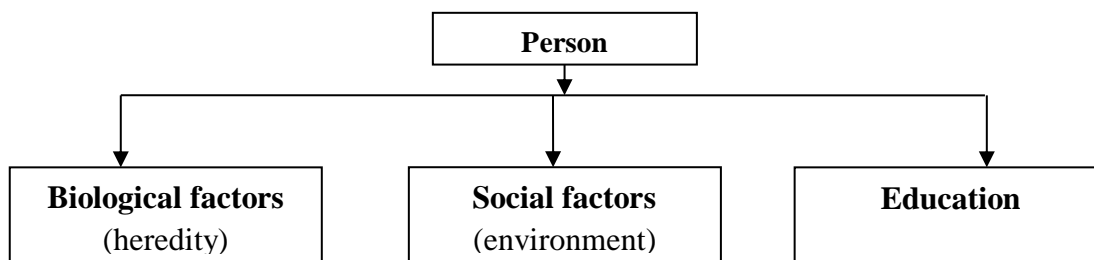 Person
Biological factors
(heredity)
Social factors
(environment)
Education